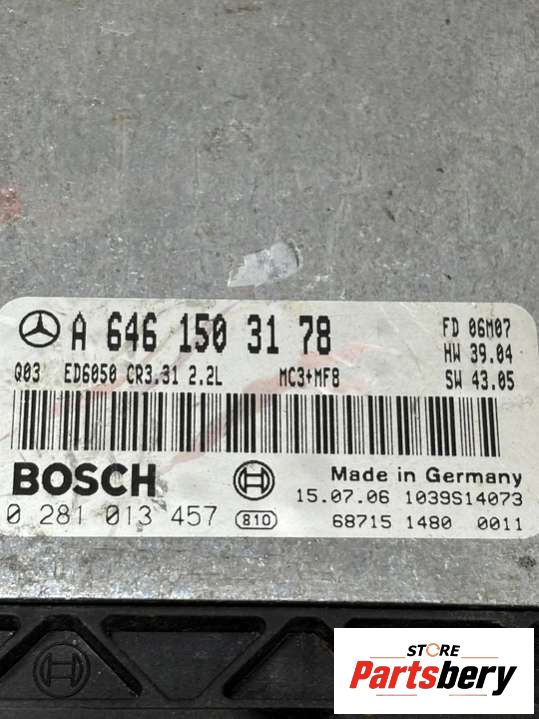 A 646 150 31 78
FD 06M07
HW 39.04
Q03 ED6050 CR3.31 2.2L MC3+MF8 SW 43.05
BOSCH
Made in Germany
15.07.06 1039S14073
0 281 013 457 810
68715 1480 0011
STORE
Partsbery